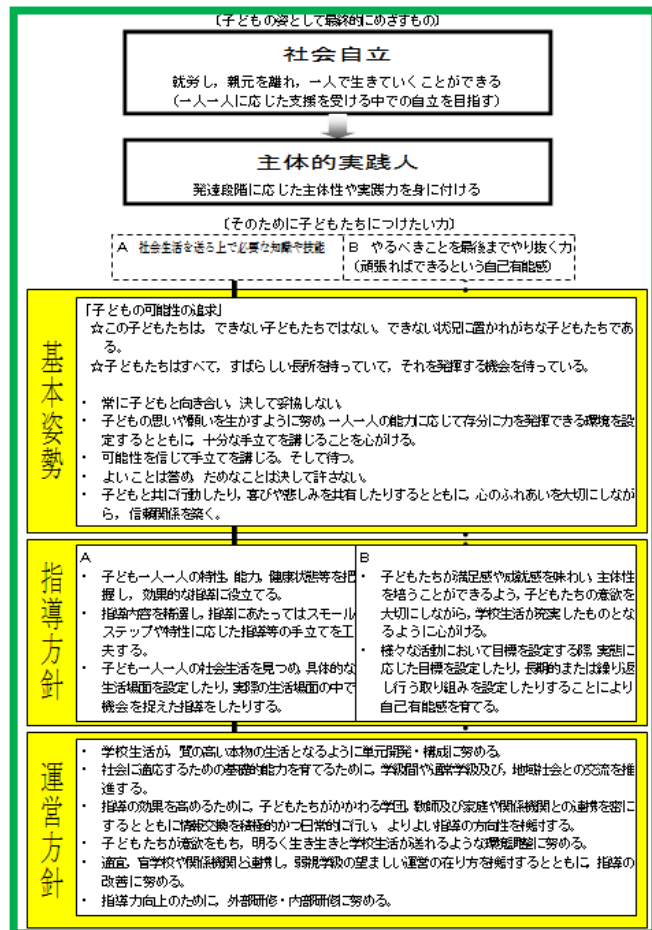 〔子どもの姿として最終的にめざすもの〕
社会自立
就労し，親元を離れ，一人で生きていくことができる
(一人一人に応じた支援を受ける中での自立を目指す)
主体的実践人
発達段階に応じた主体性や実践力を身に付ける
〔そのために子どもたちにつけたい力〕
A　社会生活を送る上で必要な知識や技能
B　やるべきことを最後までやり抜く力
(頑張ればできるという自己有能感)
基本姿勢
「子どもの可能性の追求」
☆この子どもたちは，できない子どもたちではない。できない状況に置かれがちな子どもたちであ
る。
☆子どもたちはすべて，すばらしい長所を持っていて，それを発揮する機会を待っている。
・　常に子どもと向き合い，決して妥協しない。
・　子どもの思いや願いを生かすように努め，一人一人の能力に応じて存分に力を発揮できる環境を設
定するとともに，十分な手立てを講じることを心がける。
・　可能性を信じて手立てを講じる。そして待つ。
・　よいことは誉め，だめなことは決して許さない。
・　子どもと共に行動したり，喜びや悲しみを共有したりするとともに，心のふれあいを大切にしなが
ら，信頼関係を築く。
指導方針
A
・　子ども一人一人の特性，能力，健康状態等を把
握し，効果的な指導に役立てる。
・　指導内容を精選し，指導にあたってはスモール
ステップや特性に応じた指導等の手立てを工
夫する。
・　子ども一人一人の社会生活を見つめ，具体的な
生活場面を設定したり，実際の生活場面の中で
機会を捉えた指導をしたりする。
B
・　子どもたちが満足感や成就感を味わい，主体性
を培うことができるよう，子どもたちの意欲を
大切にしながら，学校生活が充実したものとな
るように心がける。
・　様々な活動において目標を設定する際，実態に
応じた目標を設定したり，長期的または繰り返
し行う取り組みを設定したりすることにより
自己有能感を育てる。
運営方針
・　学校生活が，質の高い本物の生活となるように単元開発・構成に努める。
・　社会に適応するための基礎的能力を育てるために，学級間や通常学級及び，地域社会との交流を推
進する。
・　指導の効果を高めるために，子どもたちがかかわる学団，教師及び家庭や関係機関との連携を密に
するとともに情報交換を積極的かつ日常的に行い，よりよい指導の方向性を検討する。
・　子どもたちが意欲をもち，明るく生き生きと学校生活が送れるような環境調整に努める。
・　適宜，盲学校や関係機関と連携し，弱視学級の望ましい運営の在り方を検討するとともに，指導の
改善に努める。
・　指導力向上のために，外部研修・内部研修に努める。